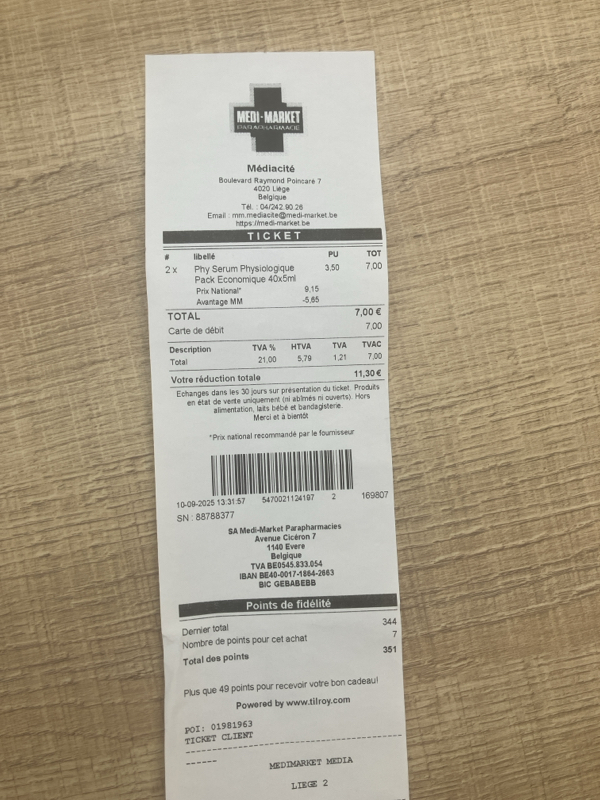 MEDI-MARKET
PARAPHARMACIE
Médiacité
Boulevard Raymond Poincaré 7
4020 Liège
Belgique
Tél. : 04/242.90.26
Email : mm.mediacite@medi-market.be
https://medi-market.be
TICKET
# libellé PU TOT
2 x Phy Serum Physiologique 3,50 7,00
Pack Economique 40x5ml
Prix National* 9,15
Avantage MM -5,65
TOTAL 7,00 €
Carte de débit 7,00
Description TVA % HTVA TVA TVAC
Total 21,00 5,79 1,21 7,00
Votre réduction totale 11,30 €
Echanges dans les 30 jours sur présentation du ticket. Produits
en état de vente uniquement (ni abîmés ni ouverts). Hors
alimentation, laits bébé et bandagisterie.
Merci et à bientôt
*Prix national recommandé par le fournisseur
10-09-2025 13:31:57 5470021124197 2 169807
SN : 88788377
SA Medi-Market Parapharmacies
Avenue Cicéron 7
1140 Evere
Belgique
TVA BE0545.833.054
IBAN BE40-0017-1864-2663
BIC GEBABEBB
Points de fidélité
Dernier total 344
Nombre de points pour cet achat 7
Total des points 351
Plus que 49 points pour recevoir votre bon cadeau!
Powered by www.tilroy.com
POI: 01981963
TICKET CLIENT
MEDIMARKET MEDIA
LIEGE 2